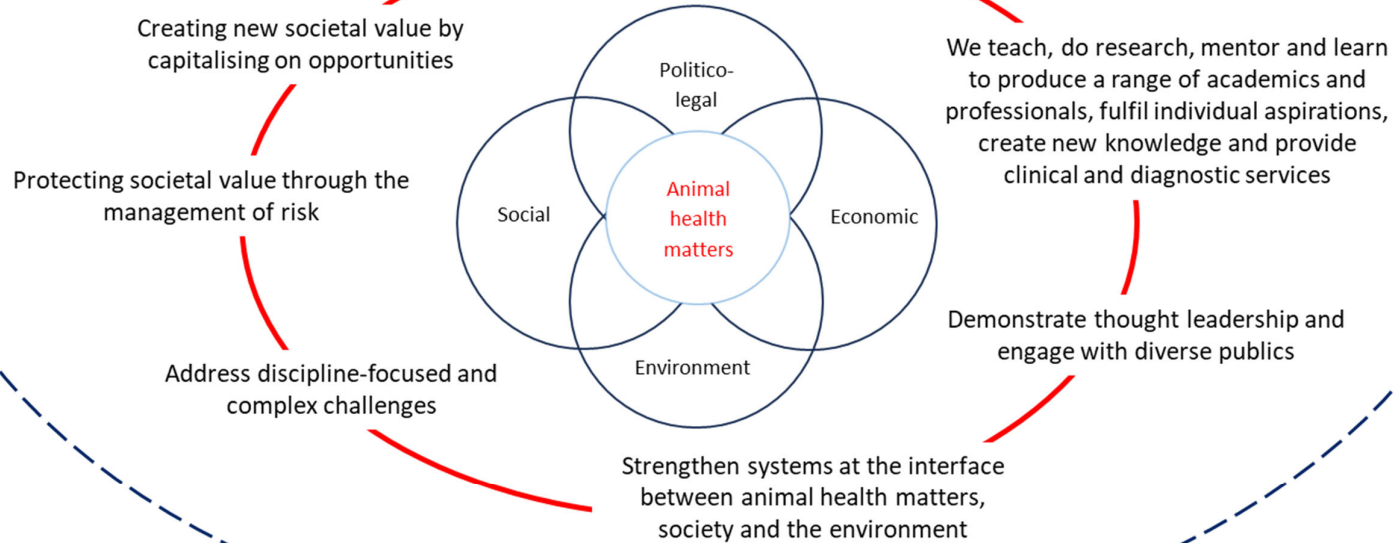 Creating new societal value by
capitalising on opportunities
Politico-
legal
We teach, do research, mentor and learn
to produce a range of academics and
professionals, fulfil individual aspirations,
create new knowledge and provide
clinical and diagnostic services
Protecting societal value through the
management of risk
Social
Animal
health
matters
Economic
Demonstrate thought leadership and
engage with diverse publics
Environment
Address discipline-focused and
complex challenges
Strengthen systems at the interface
between animal health matters,
society and the environment